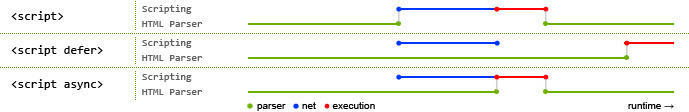 <script> Scripting
HTML Parser
<script defer> Scripting
HTML Parser
<script async> Scripting
HTML Parser
parser net execution runtime →